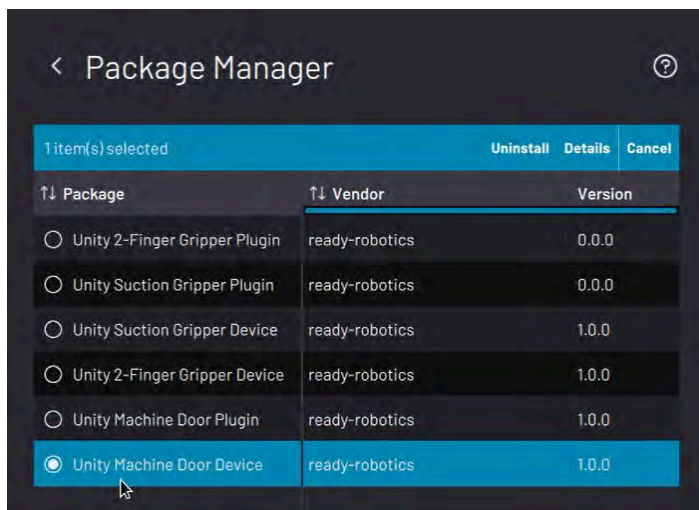 Package Manager
1 item(s) selected Uninstall Details Cancel
Package Vendor Version
Unity 2-Finger Gripper Plugin ready-robotics 0.0.0
Unity Suction Gripper Plugin ready-robotics 0.0.0
Unity Suction Gripper Device ready-robotics 1.0.0
Unity 2-Finger Gripper Device ready-robotics 1.0.0
Unity Machine Door Plugin ready-robotics 1.0.0
Unity Machine Door Device ready-robotics 1.0.0